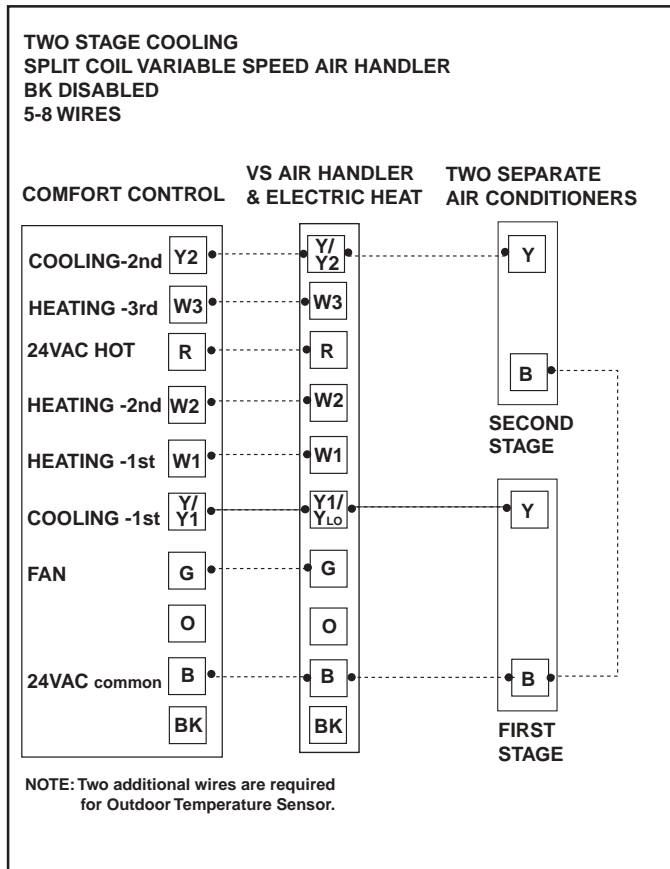 TWO STAGE COOLING
SPLIT COIL VARIABLE SPEED AIR HANDLER
BK DISABLED
5-8 WIRES
COMFORT CONTROL
VS AIR HANDLER
& ELECTRIC HEAT
TWO SEPARATE
AIR CONDITIONERS
COOLING-2nd Y2 Y/
Y2 Y
HEATING -3rd W3 W3
24VAC HOT R R
B
HEATING -2nd W2 W2
SECOND
STAGE
HEATING -1st W1 W1
COOLING -1st Y/
Y1 Y1/
YLO Y
FAN G G
O O
24VAC common B B B
BK BK
FIRST
STAGE
NOTE: Two additional wires are required
for Outdoor Temperature Sensor.